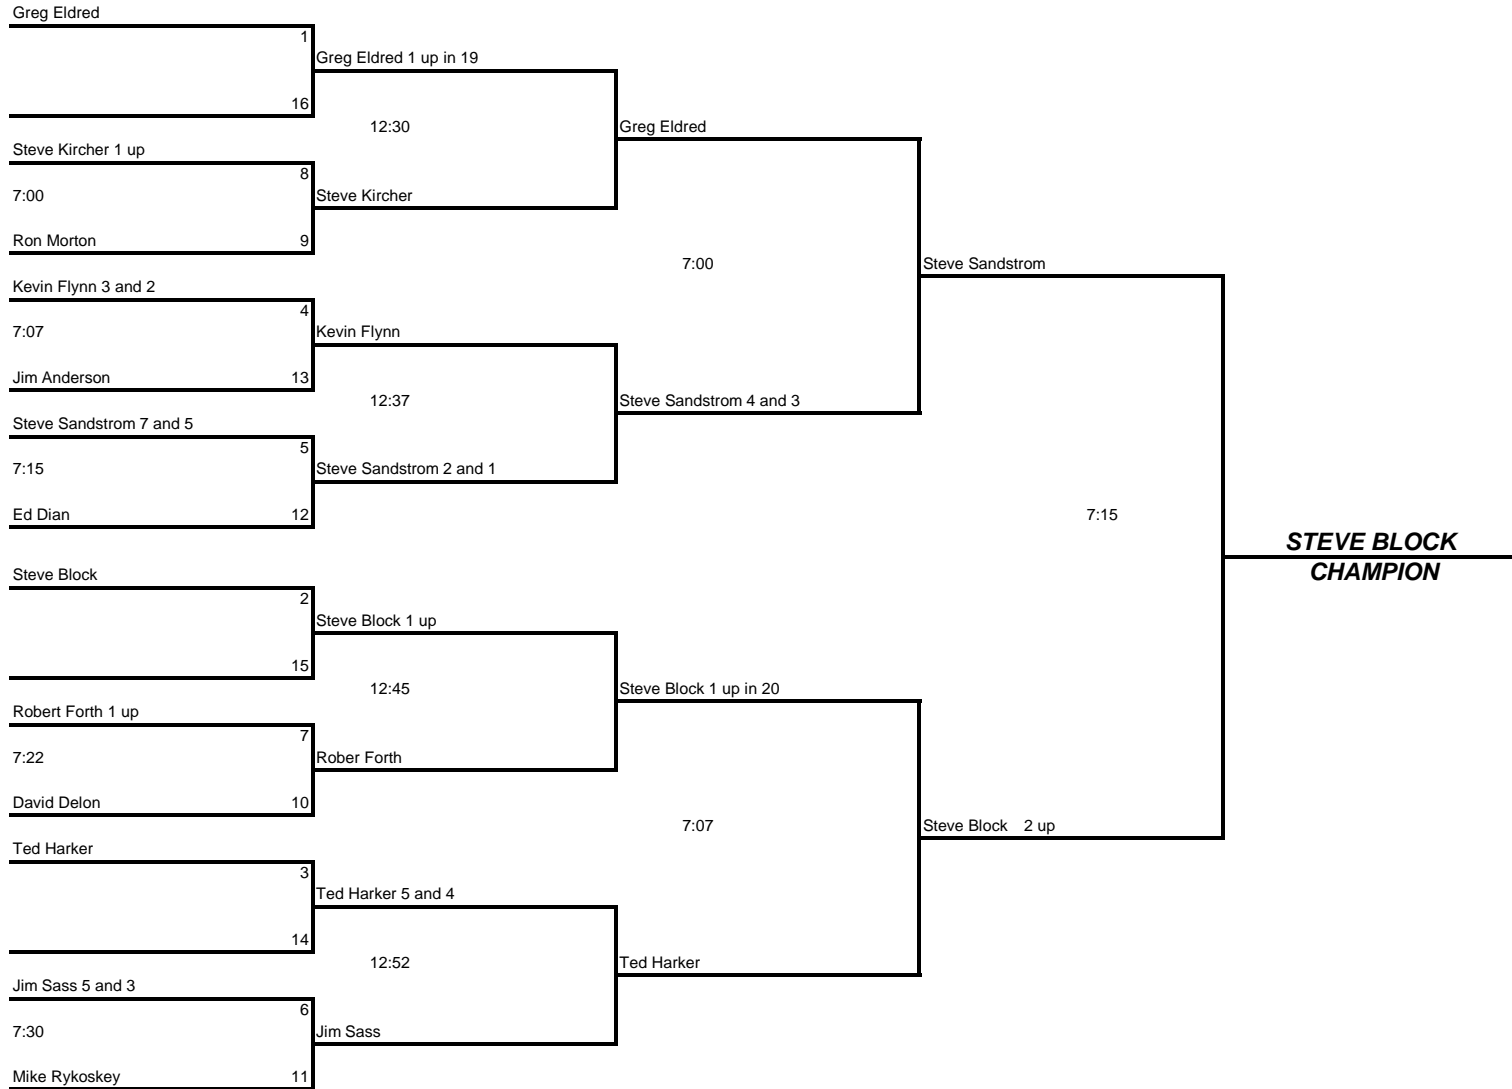 Greg Eldred
1
Greg Eldred 1 up in 19
16
12:30
Greg Eldred
Steve Kircher 1 up
8
7:00
Steve Kircher
Ron Morton
9
7:00
Steve Sandstrom
Kevin Flynn 3 and 2
4
7:07
Kevin Flynn
Jim Anderson
13
12:37
Steve Sandstrom 4 and 3
Steve Sandstrom 7 and 5
5
7:15
Steve Sandstrom 2 and 1
Ed Dian
12
7:15
STEVE BLOCK
CHAMPION
Steve Block
2
Steve Block 1 up
15
12:45
Steve Block 1 up in 20
Robert Forth 1 up
7
7:22
Rober Forth
David Delon
10
7:07
Steve Block 2 up
Ted Harker
3
Ted Harker 5 and 4
14
12:52
Ted Harker
Jim Sass 5 and 3
6
7:30
Jim Sass
Mike Rykoskey
11